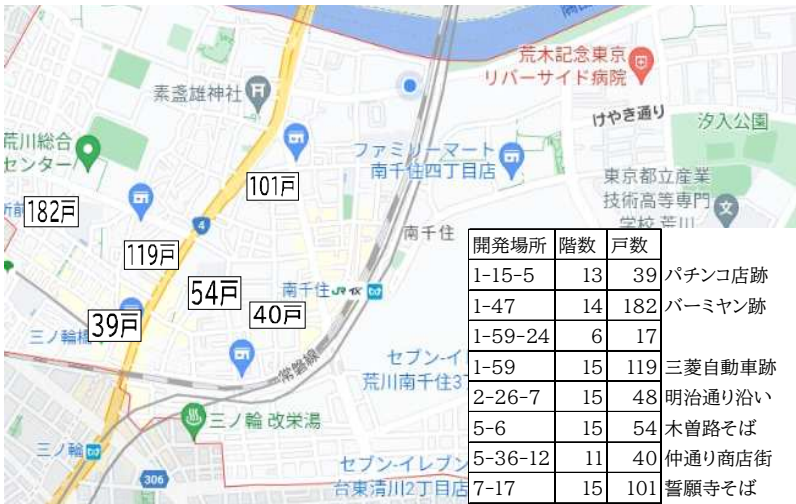 荒木記念東京
リバーサイド病院
素盞雄神社
けやき通り
汐入公園
荒川総合
センター
ファミリーマート
南千住四丁目店
101戸
東京都立産業
技術高等専門
学校 荒川
182戸
4
南千住
119戸
54戸
南千住 JR TX
40戸
39戸
三ノ輪橋
常磐線
セブン-イ
荒川南千住3丁
三ノ輪 改栄湯
三ノ輪
306
セブン-イレブン
台東清川2丁目店
開発場所 階数 戸数
1-15-5 13 39 パチンコ店跡
1-47 14 182 バーミヤン跡
1-59-24 6 17
1-59 15 119 三菱自動車跡
2-26-7 15 48 明治通り沿い
5-6 15 54 木曽路そば
5-36-12 11 40 仲通り商店街
7-17 15 101 誓願寺そば